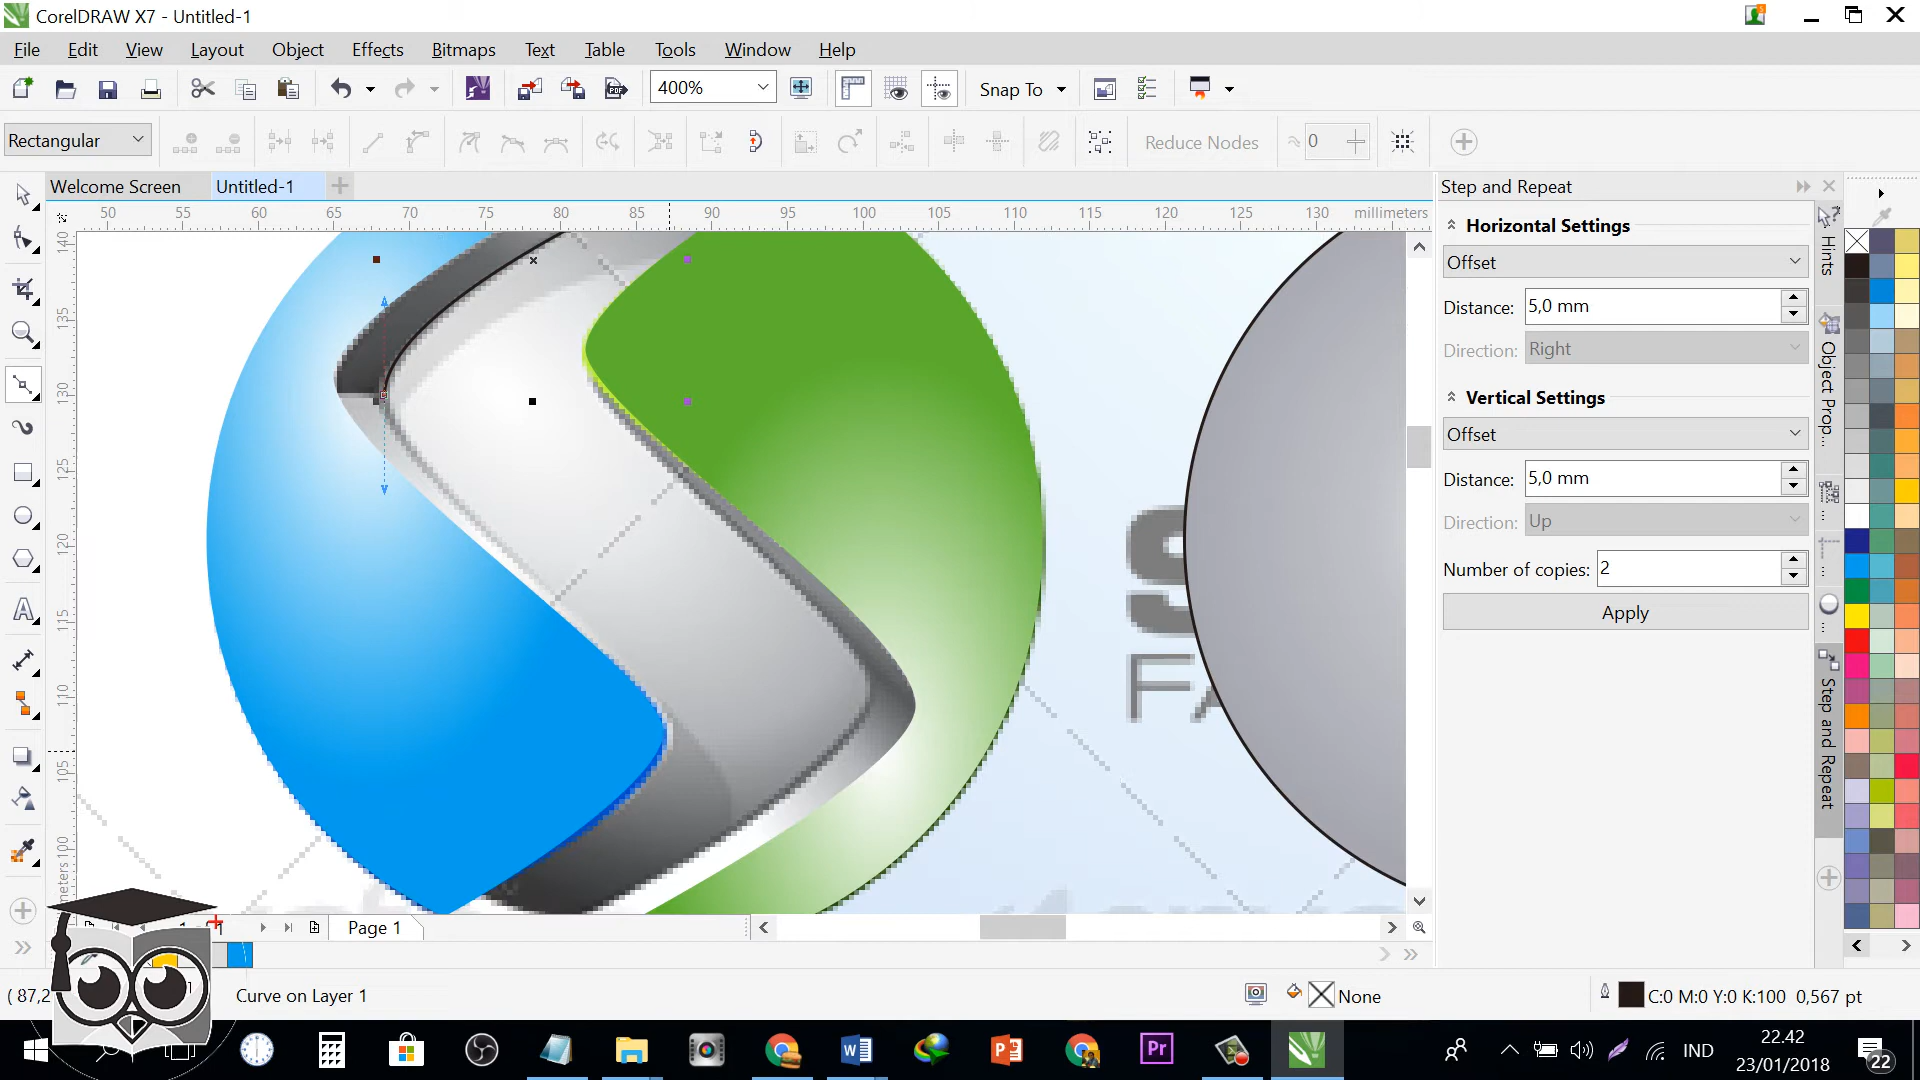 CorelDRAW X7 - Untitled-1
File Edit View Layout Object Effects Bitmaps Text Table Tools Window Help
400% Snap To
PDF
Rectangular Reduce Nodes 0
Welcome Screen Untitled-1
50 55 60 65 70 75 80 85 90 95 100 105 110 115 120 125 130 millimeters
140
135
130
125
120
115
110
105
100
Step and Repeat
Horizontal Settings
Offset
Distance: 5,0 mm
Direction: Right
Vertical Settings
Offset
Distance: 5,0 mm
Direction: Up
Number of copies: 2
Apply
Hints
Object Prop...
Step and Repeat
S
FA
Page 1
( 87,2
Curve on Layer 1
None
C:0 M:0 Y:0 K:100 0,567 pt
Pr
IND
22.42
23/01/2018
22